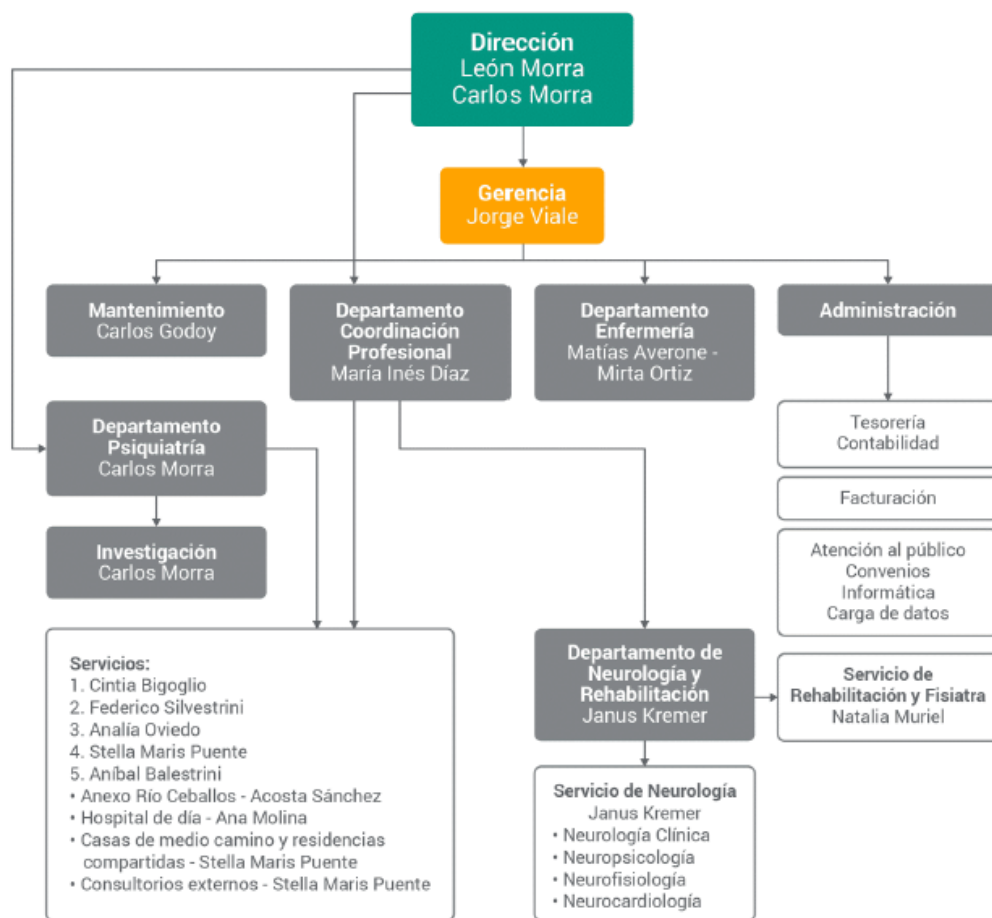 Dirección
León Morra
Carlos Morra
Gerencia
Jorge Viale
Mantenimiento
Carlos Godoy
Departamento
Coordinación
Profesional
María Inés Díaz
Departamento
Enfermería
Matías Averone -
Mirta Ortiz
Administración
Tesorería
Contabilidad
Facturación
Atención al público
Convenios
Informática
Carga de datos
Departamento
Psiquiatría
Carlos Morra
Investigación
Carlos Morra
Servicios:
1. Cintia Bigoglio
2. Federico Silvestrini
3. Analía Oviedo
4. Stella Maris Puente
5. Aníbal Balestrini
• Anexo Río Ceballos - Acosta Sánchez
• Hospital de día - Ana Molina
• Casas de medio camino y residencias
compartidas - Stella Maris Puente
• Consultorios externos - Stella Maris Puente
Departamento de
Neurología y
Rehabilitación
Janus Kremer
Servicio de
Rehabilitación y Fisiatra
Natalia Muriel
Servicio de Neurología
Janus Kremer
• Neurología Clínica
• Neuropsicología
• Neurofisiología
• Neurocardiología